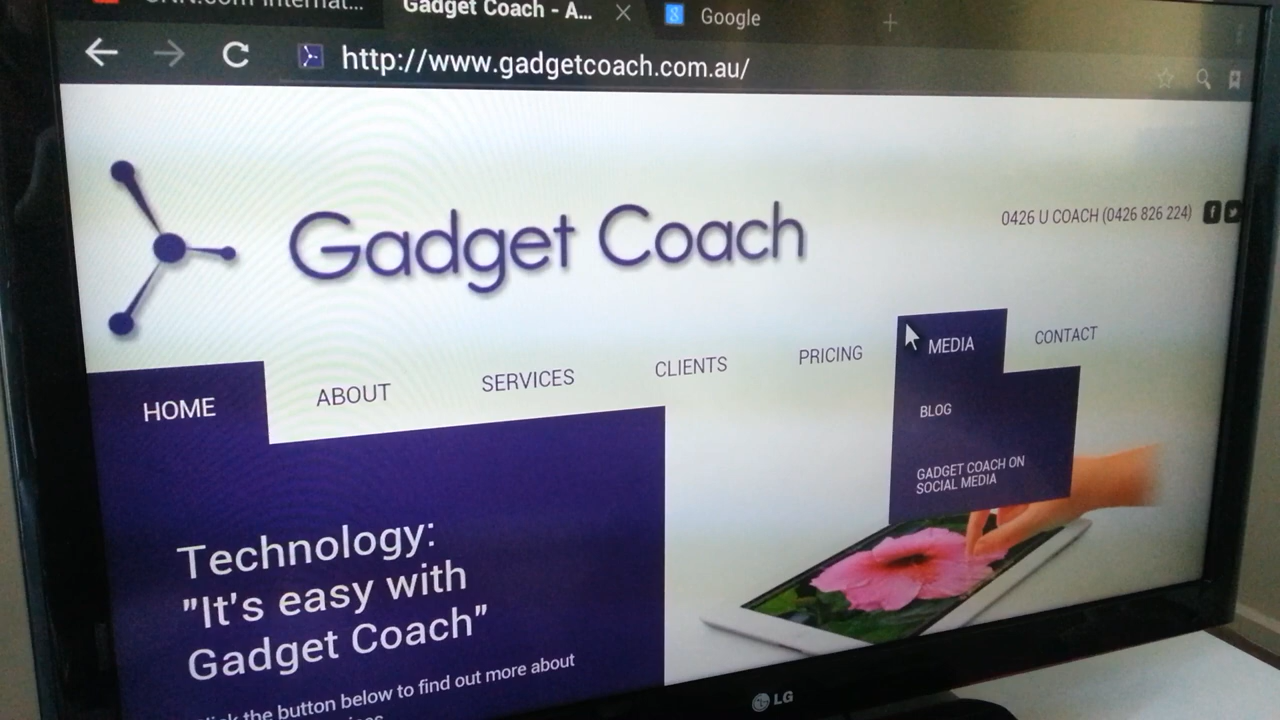 Gadget Coach - A...
Google
http://www.gadgetcoach.com.au/
Gadget Coach
0426 U COACH (0426 826 224)
HOME
ABOUT
SERVICES
CLIENTS
PRICING
MEDIA
CONTACT
BLOG
GADGET COACH ON
SOCIAL MEDIA
Technology:
"It's easy with
Gadget Coach"
the button below to find out more about
LG